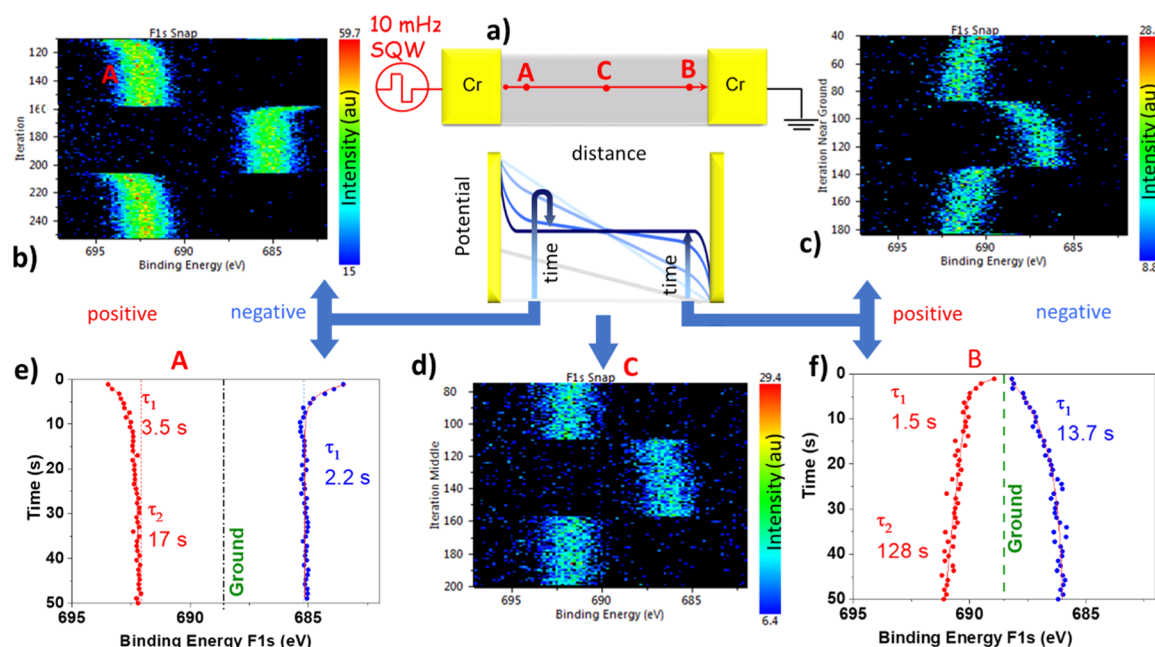 10 mHz
SQW
a)
Cr
A
C
B
Cr
distance
Potential
time
time
F1s Snap
A
110
120
140
160
180
200
220
240
Iteration
695
690
685
Binding Energy (eV)
59.7
Intensity (au)
15
b)
F1s Snap
40
60
80
100
120
140
160
180
Iteration Near Ground
695
690
685
Binding Energy (eV)
28.
Intensity (au)
8.8
c)
positive
negative
positive
negative
e)
A
0
10
20
30
40
50
Time (s)
τ1
3.5 s
τ2
17 s
τ1
2.2 s
Ground
695
690
685
Binding Energy F1s (eV)
d)
C
F1s Snap
80
100
120
140
160
180
200
Iteration Middle
695
690
685
Binding Energy (eV)
29.4
Intensity (au)
6.4
f)
B
0
10
20
30
40
50
Time (s)
τ1
1.5 s
τ2
128 s
τ1
13.7 s
Ground
695
690
685
Binding Energy F1s (eV)